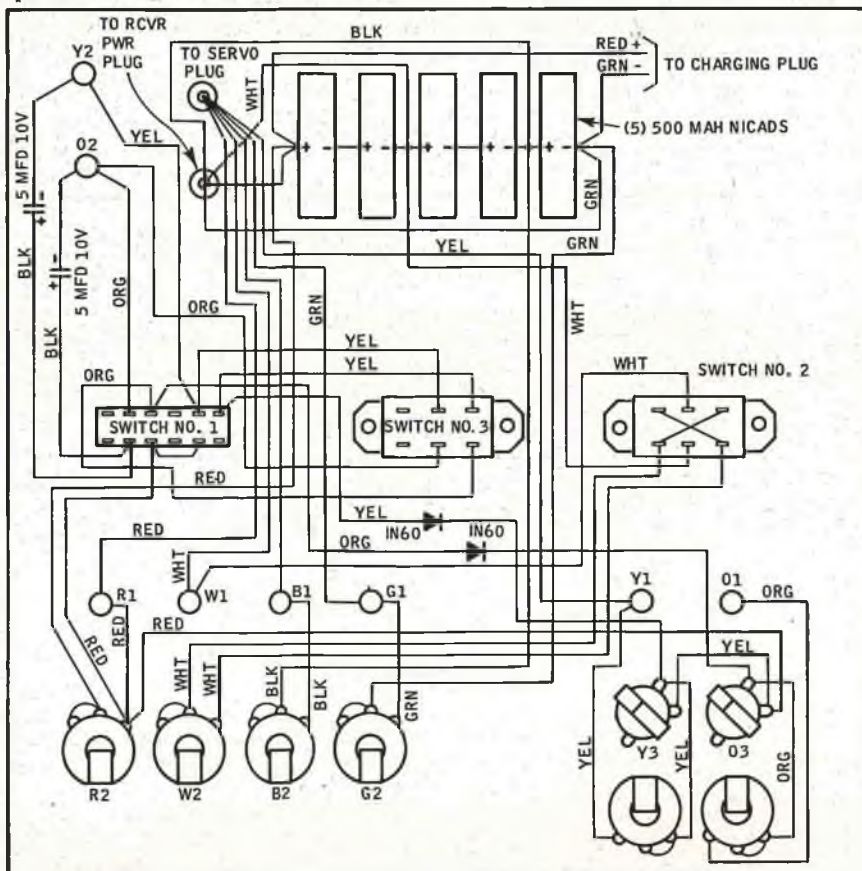 TO RCVR
PWR
PLUG
Y2
TO SERVO
PLUG
BLK
RED +
GRN -
TO CHARGING PLUG
WHT
(5) 500 MAH NICADS
YEL
O2
5 MFD 10V
+ -
+ -
+ -
+ -
+ -
+ -
GRN
GRN
YEL
5 MFD 10V
+ -
BLK
BLK
ORG
ORG
GRN
WHT
YEL
YEL
ORG
WHT
SWITCH NO. 2
SWITCH NO. 1
SWITCH NO. 3
RED
YEL
IN60
IN60
ORG
RED
WHT
R1
W1
B1
G1
Y1
O1
ORG
RED
RED
RED
WHT
WHT
BLK
BLK
GRN
YEL
YEL
YEL
ORG
Y3
O3
R2
W2
B2
G2